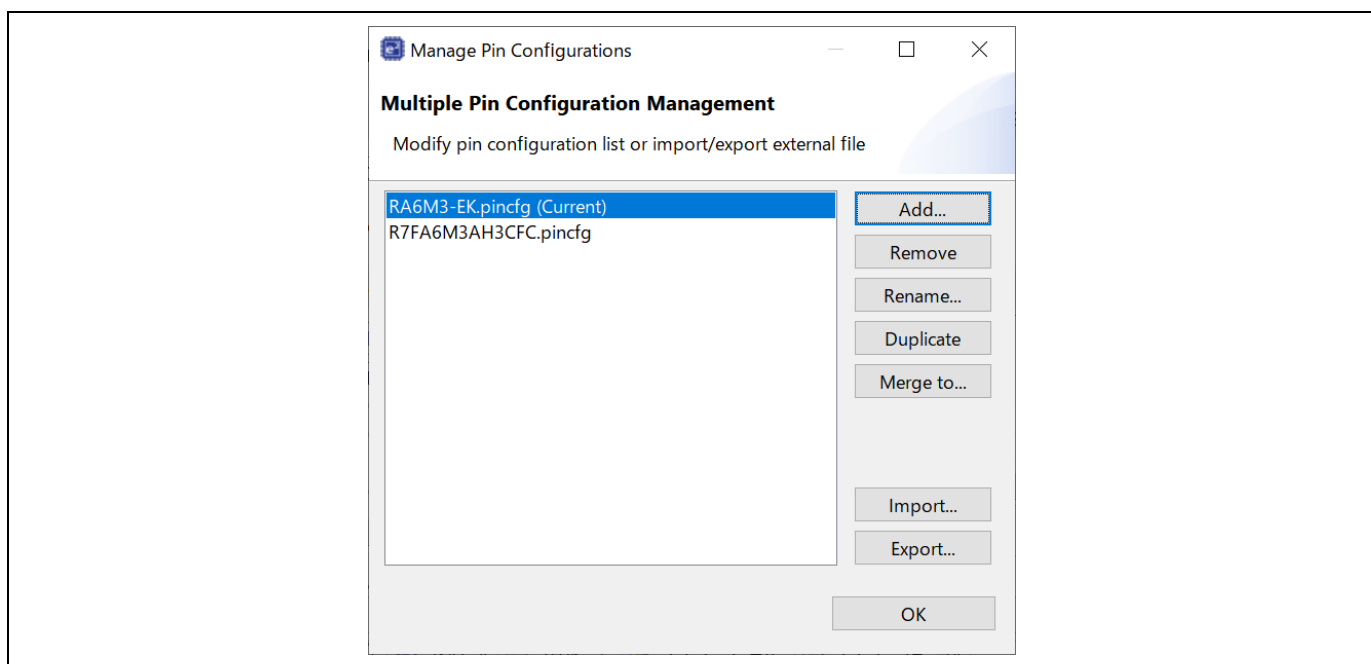 Manage Pin Configurations
Multiple Pin Configuration Management
Modify pin configuration list or import/export external file
RA6M3-EK.pincfg (Current)
R7FA6M3AH3CFC.pincfg
Add...
Remove
Rename...
Duplicate
Merge to...
Import...
Export...
OK